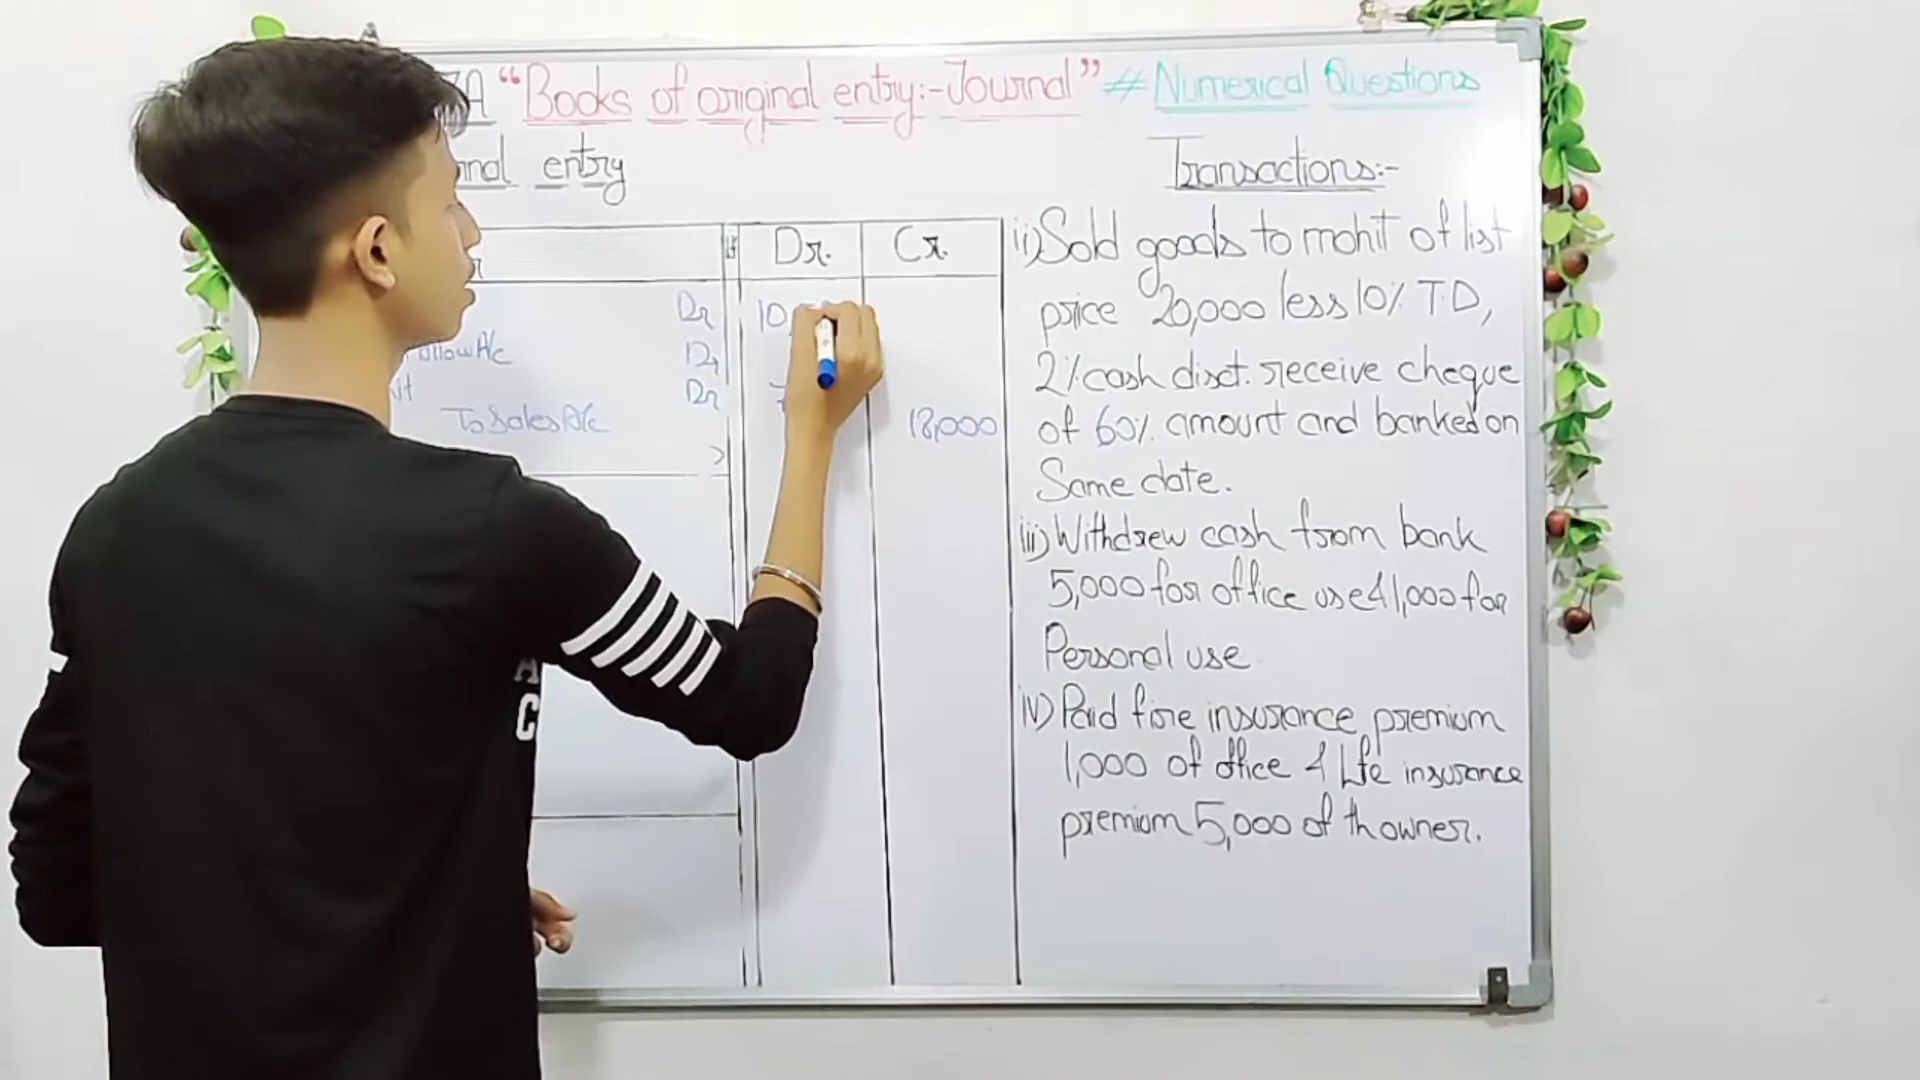 “Books of original entry:-Journal” # Numerical Questions
entry
Dr. Cr.
Dr 10
A/c Dr
Dr 7
To Sales A/c 18,000
Transactions:-
ii) Sold goods to mohit of list
price 20,000 less 10% T.D,
2% cash disct. receive cheque
of 60% amount and banked on
Same date.
iii) Withdrew cash from bank
5,000 for office use & 1,000 for
Personal use.
iv) Paid fire insurance premium
1,000 of office & Life insurance
premium 5,000 of th owner.